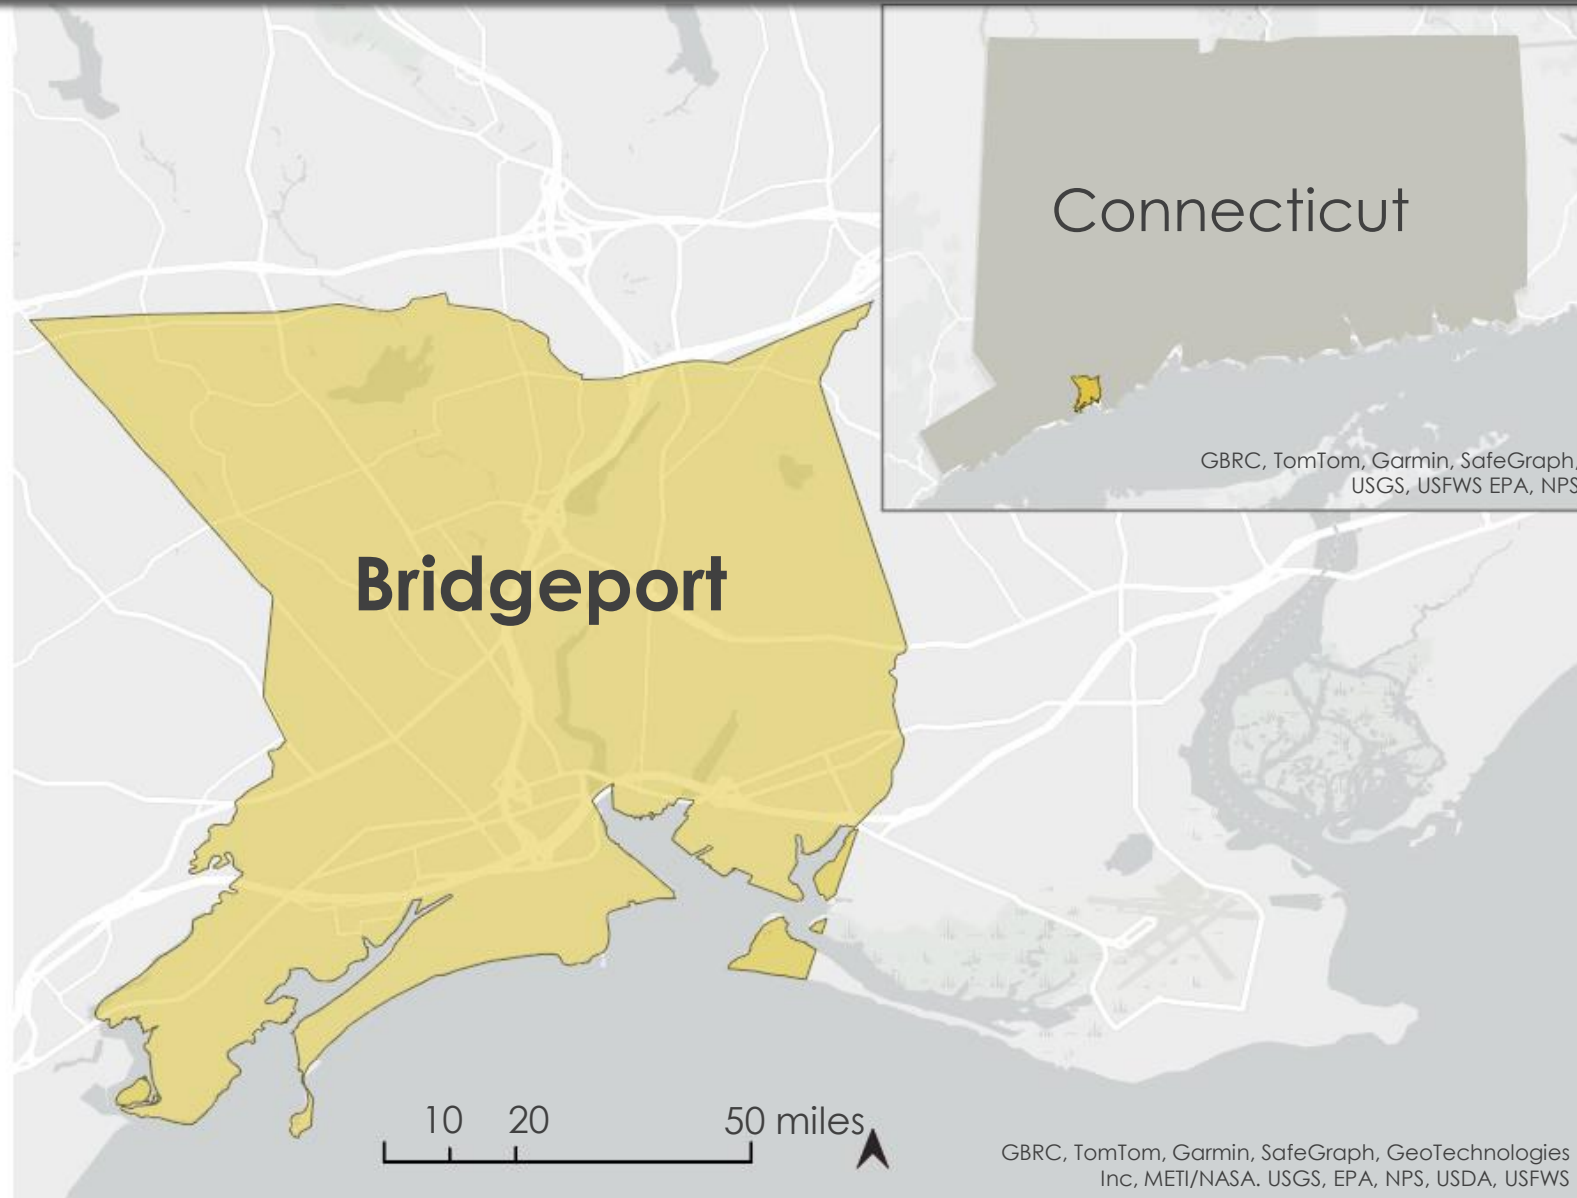 Connecticut
GBRC, TomTom, Garmin, SafeGraph,
USGS, USFWS EPA, NPS
Bridgeport
10 20 50 miles
GBRC, TomTom, Garmin, SafeGraph, GeoTechnologies
Inc, METI/NASA. USGS, EPA, NPS, USDA, USFWS